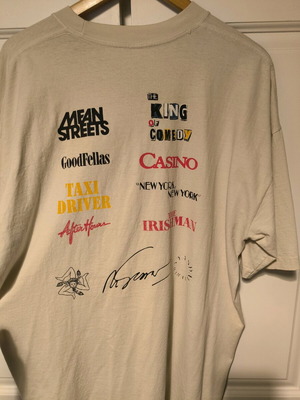 MEAN
STREETS
THE
KING
OF
COMEDY
GoodFellas
CASINO
TAXI
DRIVER
"NEW YORK,
NEW YORK"
After Hours
IRISHMAN